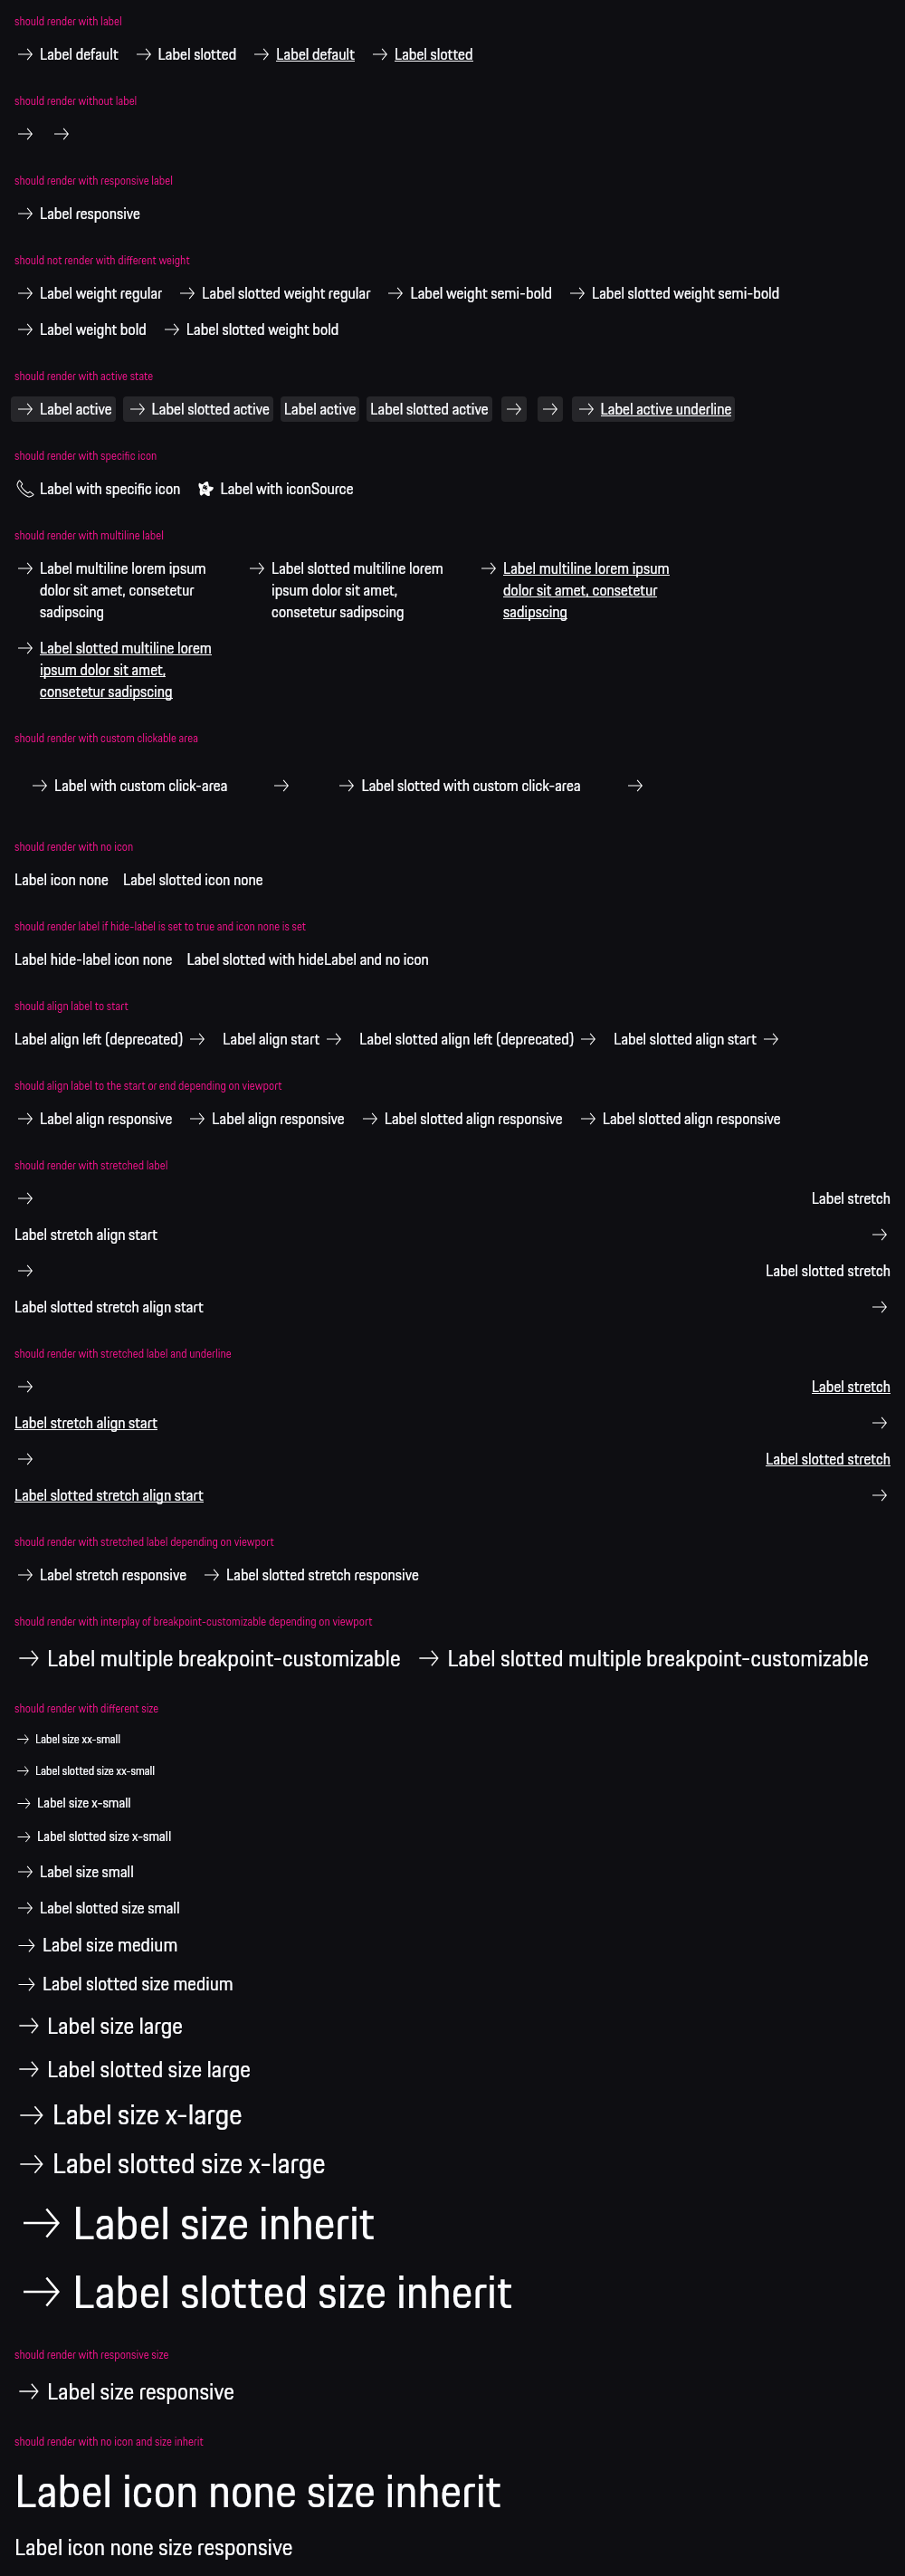 should render with label
Label default Label slotted Label default Label slotted
should render without label
should render with responsive label
Label responsive
should not render with different weight
Label weight regular Label slotted weight regular Label weight semi-bold Label slotted weight semi-bold
Label weight bold Label slotted weight bold
should render with active state
Label active Label slotted active Label active Label slotted active Label active underline
should render with specific icon
Label with specific icon Label with iconSource
should render with multiline label
Label multiline lorem ipsum Label slotted multiline lorem Label multiline lorem ipsum
dolor sit amet, consetetur ipsum dolor sit amet, dolor sit amet, consetetur
sadipscing consetetur sadipscing sadipscing
Label slotted multiline lorem
ipsum dolor sit amet,
consetetur sadipscing
should render with custom clickable area
Label with custom click-area Label slotted with custom click-area
should render with no icon
Label icon none Label slotted icon none
should render label if hide-label is set to true and icon none is set
Label hide-label icon none Label slotted with hideLabel and no icon
should align label to start
Label align left (deprecated) Label align start Label slotted align left (deprecated) Label slotted align start
should align label to the start or end depending on viewport
Label align responsive Label align responsive Label slotted align responsive Label slotted align responsive
should render with stretched label
Label stretch
Label stretch align start
Label slotted stretch
Label slotted stretch align start
should render with stretched label and underline
Label stretch
Label stretch align start
Label slotted stretch
Label slotted stretch align start
should render with stretched label depending on viewport
Label stretch responsive Label slotted stretch responsive
should render with interplay of breakpoint-customizable depending on viewport
Label multiple breakpoint-customizable Label slotted multiple breakpoint-customizable
should render with different size
Label size xx-small
Label slotted size xx-small
Label size x-small
Label slotted size x-small
Label size small
Label slotted size small
Label size medium
Label slotted size medium
Label size large
Label slotted size large
Label size x-large
Label slotted size x-large
Label size inherit
Label slotted size inherit
should render with responsive size
Label size responsive
should render with no icon and size inherit
Label icon none size inherit
Label icon none size responsive